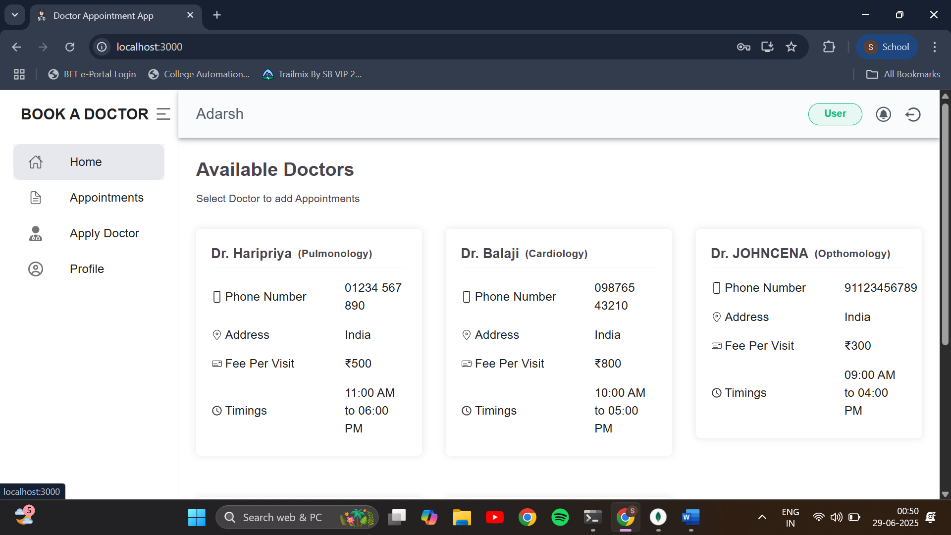 Doctor Appointment App
localhost:3000
S School
BET e-Portal Login
College Automation...
Trailmix By SB VIP 2...
All Bookmarks
BOOK A DOCTOR
Adarsh
User
Home
Appointments
Apply Doctor
Profile
Available Doctors
Select Doctor to add Appointments
Dr. Haripriya (Pulmonology)
Phone Number 01234 567
890
Address India
Fee Per Visit ₹500
Timings 11:00 AM
to 06:00
PM
Dr. Balaji (Cardiology)
Phone Number 098765
43210
Address India
Fee Per Visit ₹800
Timings 10:00 AM
to 05:00
PM
Dr. JOHNCENA (Opthomology)
Phone Number 91123456789
Address India
Fee Per Visit ₹300
Timings 09:00 AM
to 04:00
PM
localhost:3000
5
Search web & PC
S
W
ENG
IN
00:50
29-06-2025